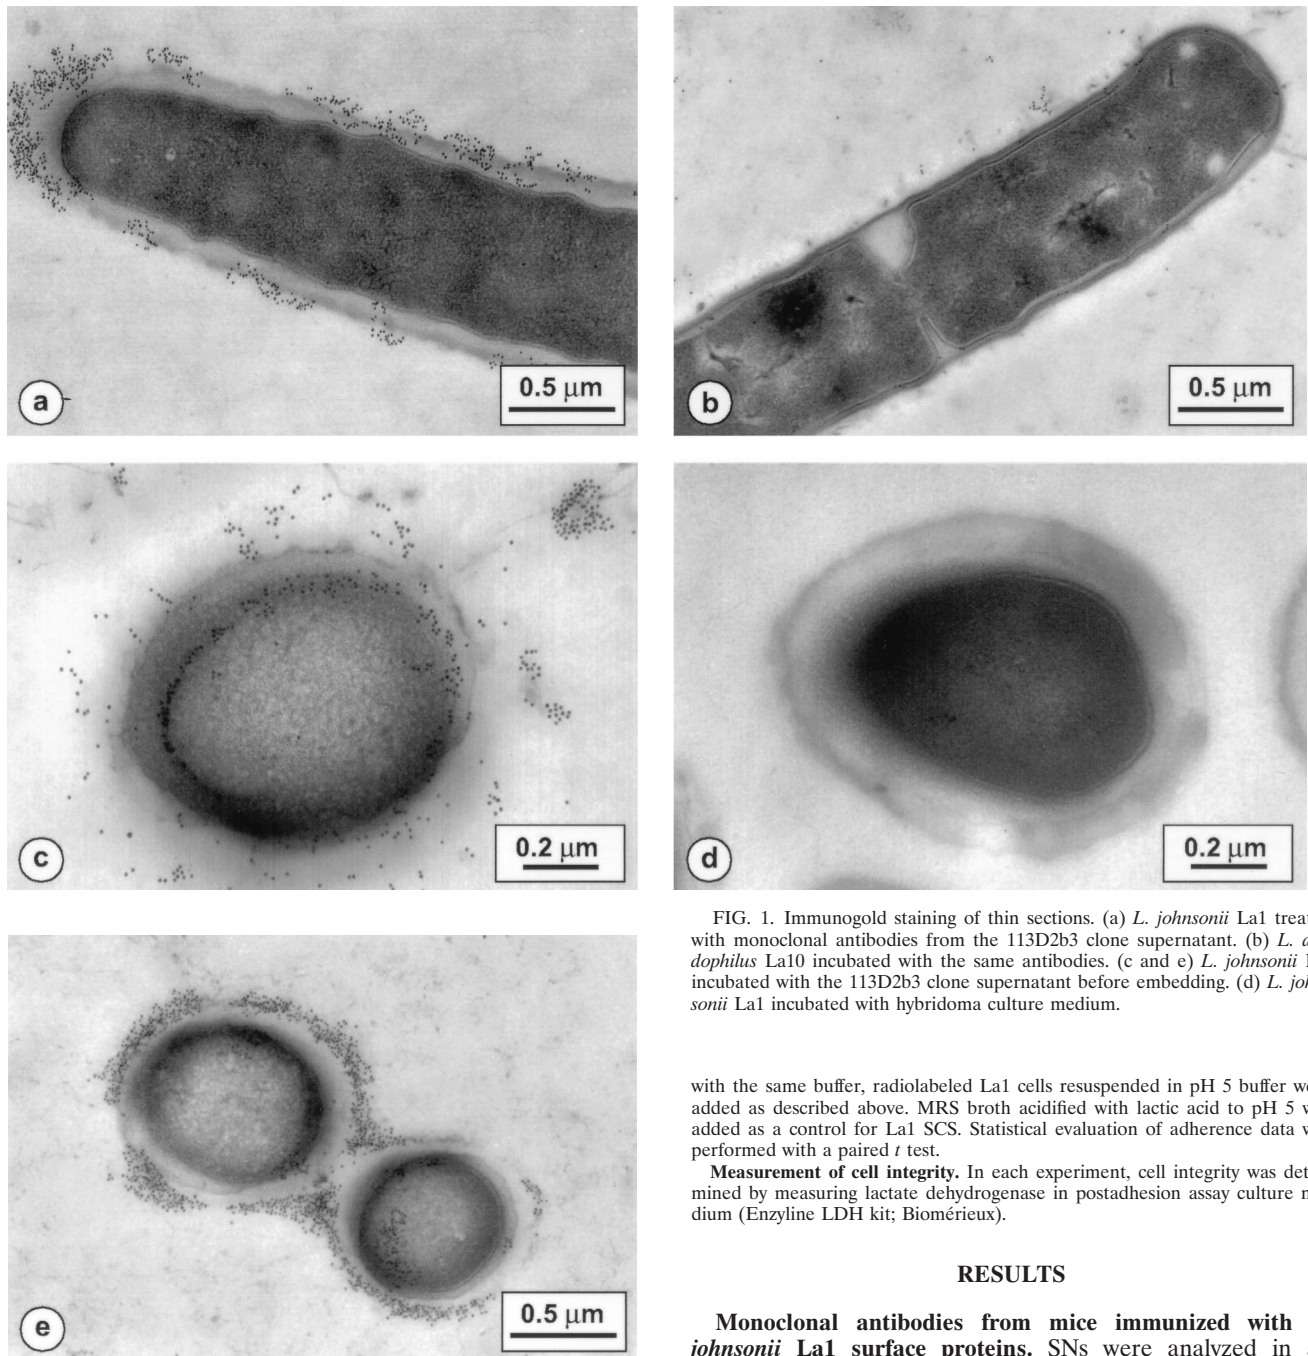 a
0.5 μm
b
0.5 μm
c
0.2 μm
d
0.2 μm
e
0.5 μm
FIG. 1. Immunogold staining of thin sections. (a) L. johnsonii La1
with monoclonal antibodies from the 113D2b3 clone supernatant. (b) L.
dophilus La10 incubated with the same antibodies. (c and e) L. johnsonii
incubated with the 113D2b3 clone supernatant before embedding. (d) L.
sonii La1 incubated with hybridoma culture medium.
with the same buffer, radiolabeled La1 cells resuspended in pH 5 buffer
added as described above. MRS broth acidified with lactic acid to pH 5
added as a control for La1 SCS. Statistical evaluation of adherence data
performed with a paired t test.
Measurement of cell integrity. In each experiment, cell integrity was
mined by measuring lactate dehydrogenase in postadhesion assay culture
dium (Enzyline LDH kit; Biomérieux).
RESULTS
Monoclonal antibodies from mice immunized with
johnsonii La1 surface proteins. SNs were analyzed in